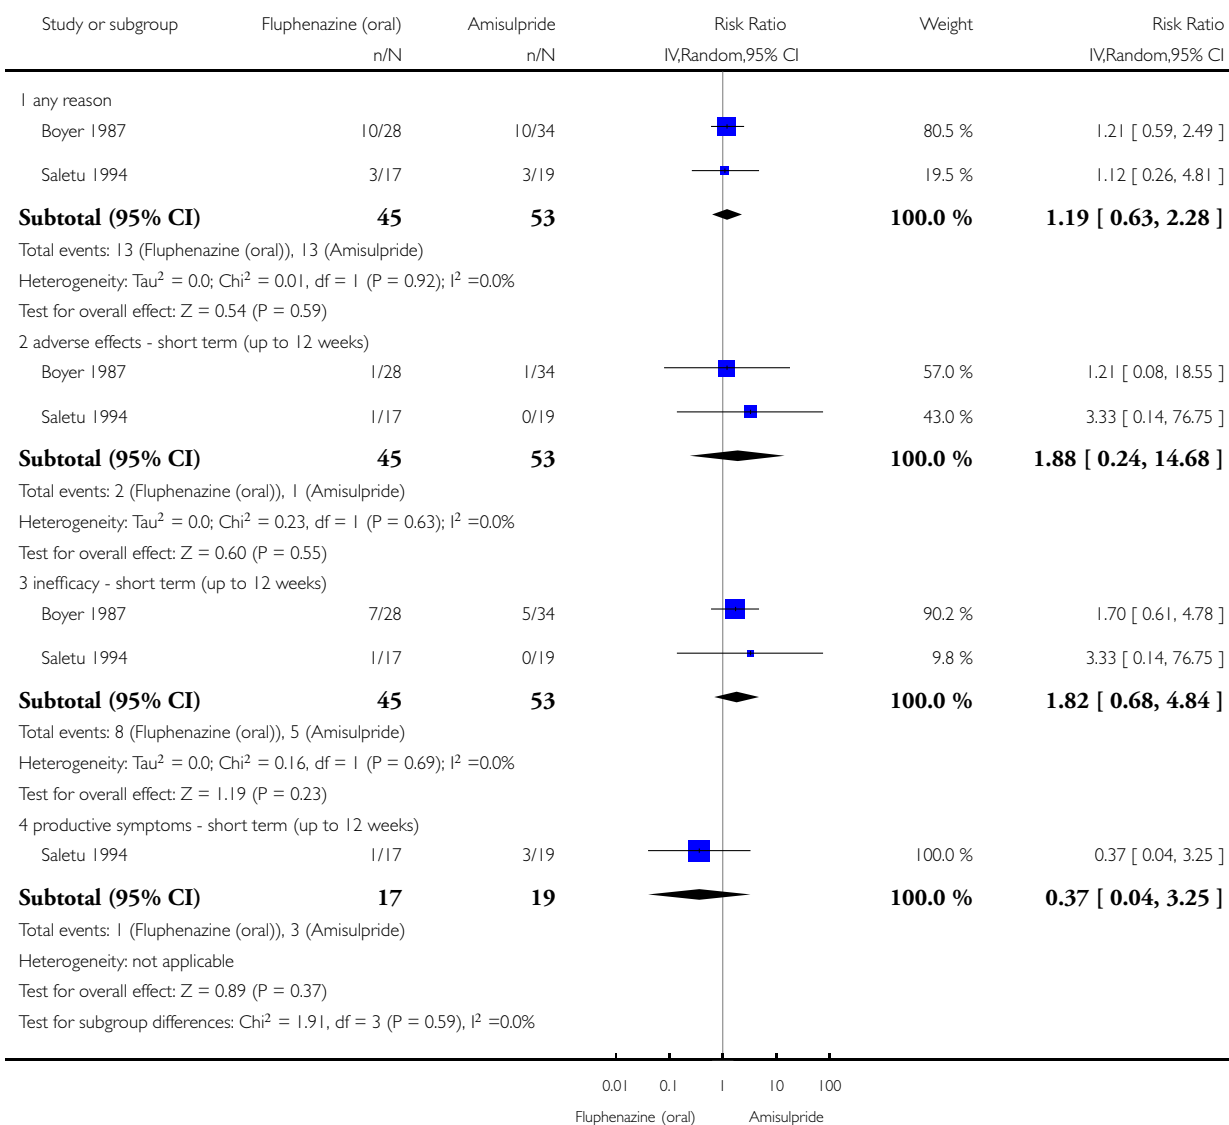 Study or subgroup Fluphenazine (oral) Amisulpride Risk Ratio Weight Risk Ratio
n/N n/N IV,Random,95% CI IV,Random,95% CI
1 any reason
Boyer 1987 10/28 10/34 80.5 % 1.21 [ 0.59, 2.49 ]
Saletu 1994 3/17 3/19 19.5 % 1.12 [ 0.26, 4.81 ]
Subtotal (95% CI) 45 53 100.0 % 1.19 [ 0.63, 2.28 ]
Total events: 13 (Fluphenazine (oral)), 13 (Amisulpride)
Heterogeneity: Tau² = 0.0; Chi² = 0.01, df = 1 (P = 0.92); I² =0.0%
Test for overall effect: Z = 0.54 (P = 0.59)
2 adverse effects - short term (up to 12 weeks)
Boyer 1987 1/28 1/34 57.0 % 1.21 [ 0.08, 18.55 ]
Saletu 1994 1/17 0/19 43.0 % 3.33 [ 0.14, 76.75 ]
Subtotal (95% CI) 45 53 100.0 % 1.88 [ 0.24, 14.68 ]
Total events: 2 (Fluphenazine (oral)), 1 (Amisulpride)
Heterogeneity: Tau² = 0.0; Chi² = 0.23, df = 1 (P = 0.63); I² =0.0%
Test for overall effect: Z = 0.60 (P = 0.55)
3 inefficacy - short term (up to 12 weeks)
Boyer 1987 7/28 5/34 90.2 % 1.70 [ 0.61, 4.78 ]
Saletu 1994 1/17 0/19 9.8 % 3.33 [ 0.14, 76.75 ]
Subtotal (95% CI) 45 53 100.0 % 1.82 [ 0.68, 4.84 ]
Total events: 8 (Fluphenazine (oral)), 5 (Amisulpride)
Heterogeneity: Tau² = 0.0; Chi² = 0.16, df = 1 (P = 0.69); I² =0.0%
Test for overall effect: Z = 1.19 (P = 0.23)
4 productive symptoms - short term (up to 12 weeks)
Saletu 1994 1/17 3/19 100.0 % 0.37 [ 0.04, 3.25 ]
Subtotal (95% CI) 17 19 100.0 % 0.37 [ 0.04, 3.25 ]
Total events: 1 (Fluphenazine (oral)), 3 (Amisulpride)
Heterogeneity: not applicable
Test for overall effect: Z = 0.89 (P = 0.37)
Test for subgroup differences: Chi² = 1.91, df = 3 (P = 0.59), I² =0.0%
0.01 0.1 1 10 100
Fluphenazine (oral) Amisulpride